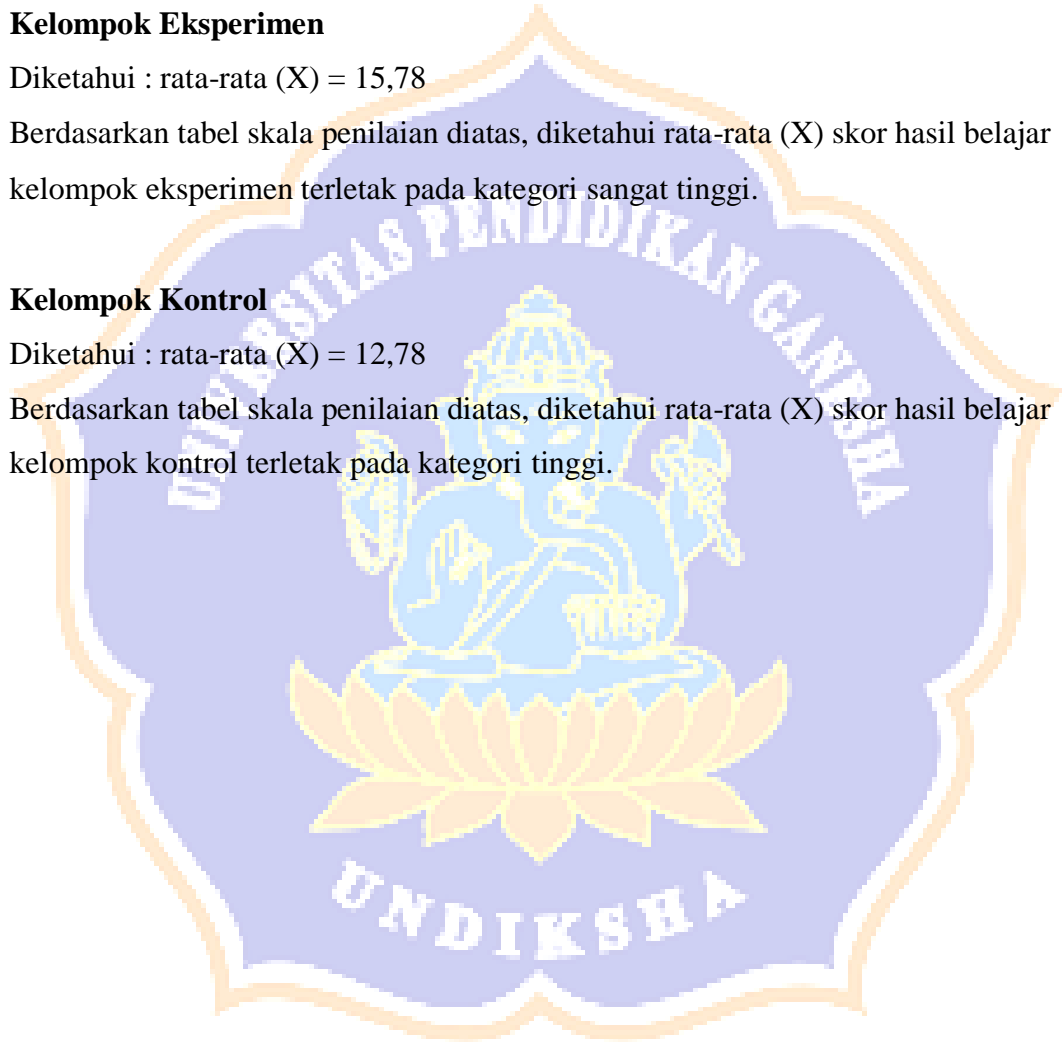 Kelompok Eksperimen
Diketahui : rata-rata (X) = 15,78
Berdasarkan tabel skala penilaian diatas, diketahui rata-rata (X) skor hasil belajar
kelompok eksperimen terletak pada kategori sangat tinggi.
UNIVERSITAS PENDIDIKAN GANESHA
Kelompok Kontrol
Diketahui : rata-rata (X) = 12,78
Berdasarkan tabel skala penilaian diatas, diketahui rata-rata (X) skor hasil belajar
kelompok kontrol terletak pada kategori tinggi.
UNDIKSHA